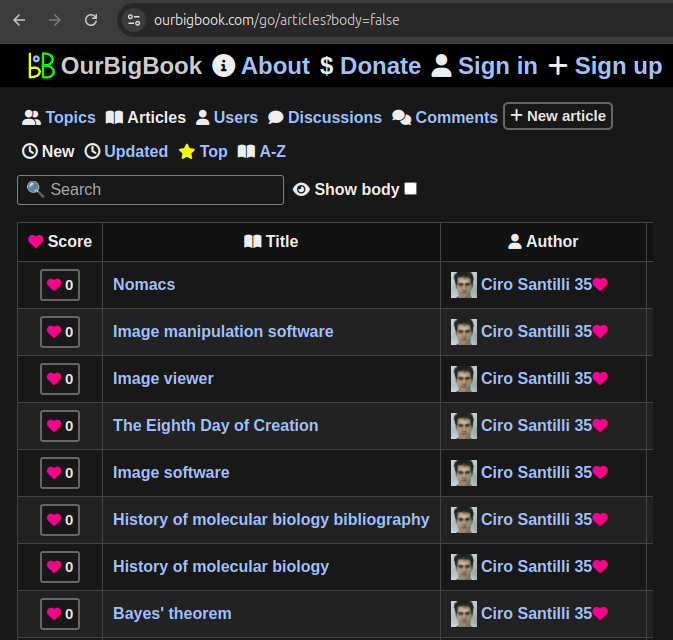 ourbigbook.com/go/articles?body=false
OurBigBook About $ Donate Sign in + Sign up
Topics Articles Users Discussions Comments + New article
New Updated Top A-Z
Search Show body
Score Title Author
0 Nomacs Ciro Santilli 35
0 Image manipulation software Ciro Santilli 35
0 Image viewer Ciro Santilli 35
0 The Eighth Day of Creation Ciro Santilli 35
0 Image software Ciro Santilli 35
0 History of molecular biology bibliography Ciro Santilli 35
0 History of molecular biology Ciro Santilli 35
0 Bayes' theorem Ciro Santilli 35